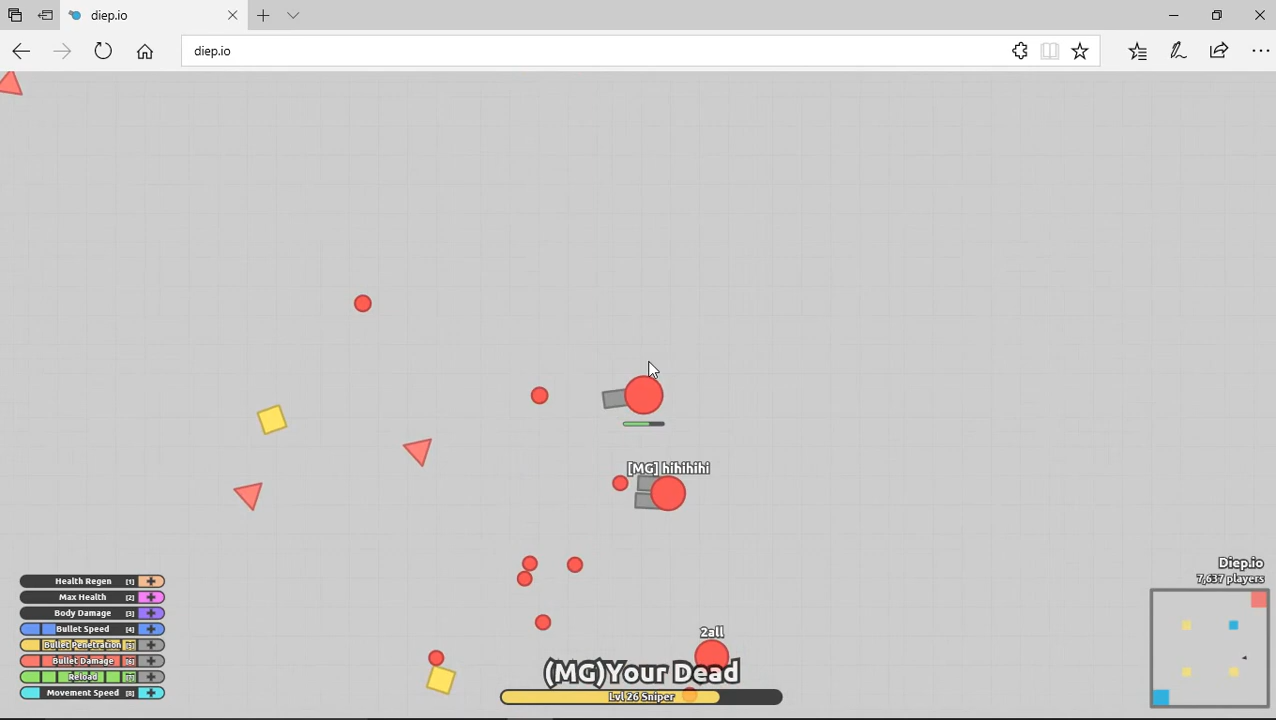 diep.io
diep.io
[MG] hihihihi
2all
(MG)Your Dead
Lvl 26 Sniper
Health Regen [1]
Max Health [2]
Body Damage [3]
Bullet Speed [4]
Bullet Penetration [5]
Bullet Damage [6]
Reload [7]
Movement Speed [8]
Diep.io
7,637 players